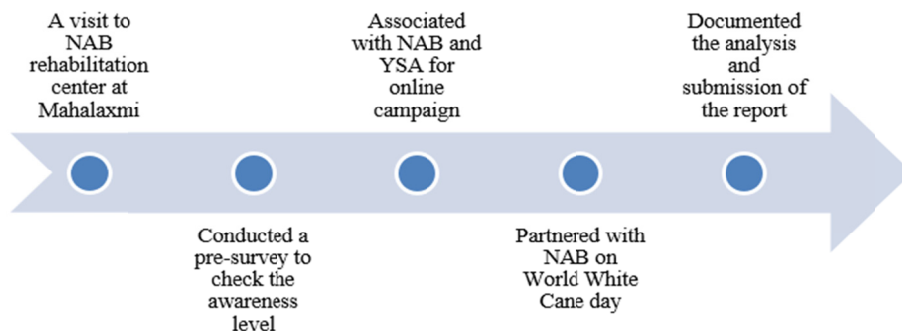 A visit to
NAB
rehabilitation
center at
Mahalaxmi
Conducted a
pre-survey to
check the
awareness
level
Associated
with NAB and
YSA for
online
campaign
Partnered with
NAB on
World White
Cane day
Documented
the analysis
and
submission of
the report